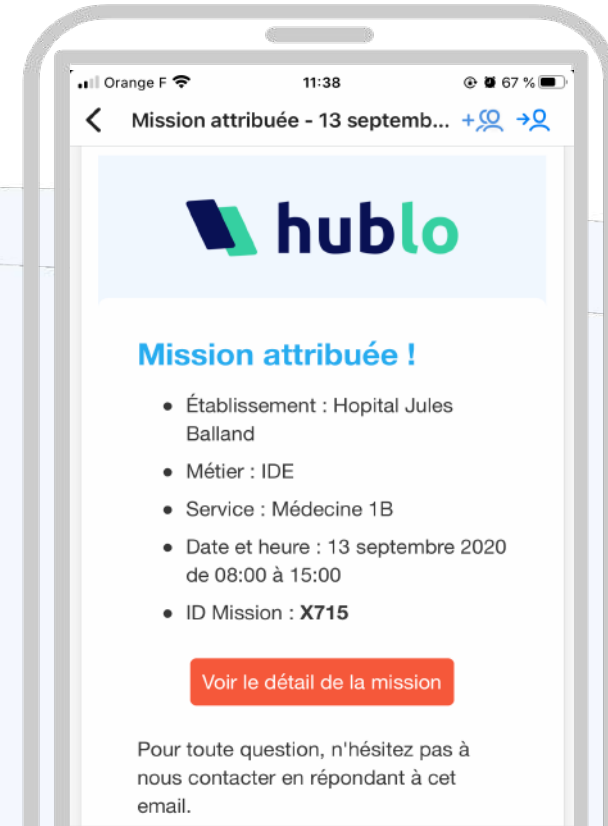 Orange F 11:38 67 %
Mission attribuée - 13 septemb...
hublo
Mission attribuée !
Établissement : Hopital Jules
Balland
Métier : IDE
Service : Médecine 1B
Date et heure : 13 septembre 2020
de 08:00 à 15:00
ID Mission : X715
Voir le détail de la mission
Pour toute question, n'hésitez pas à
nous contacter en répondant à cet
email.